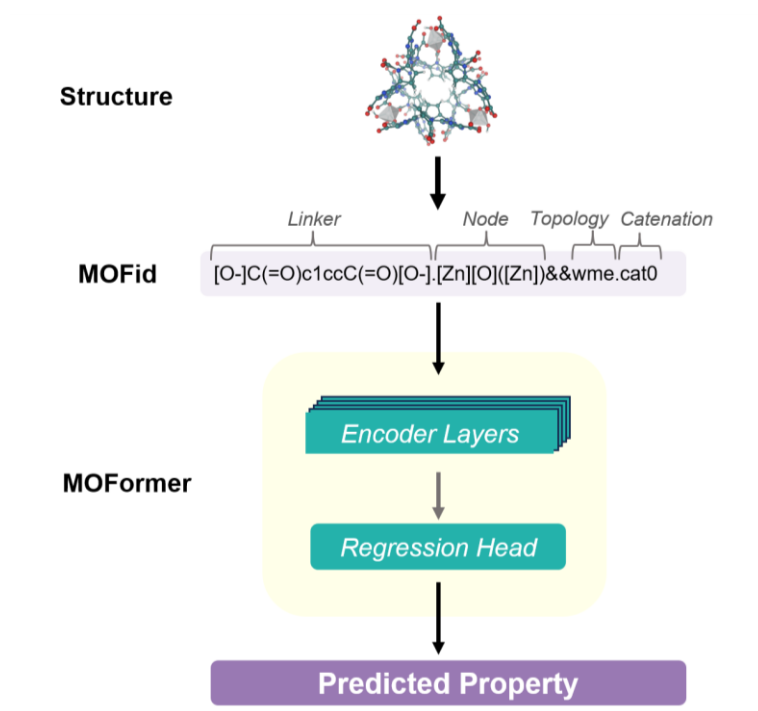 Structure
Linker Node Topology Catenation
MOFid
[O-]C(=O)c1ccC(=O)[O-].[Zn][O]([Zn])&&wme.cat0
Encoder Layers
MOFormer
Regression Head
Predicted Property